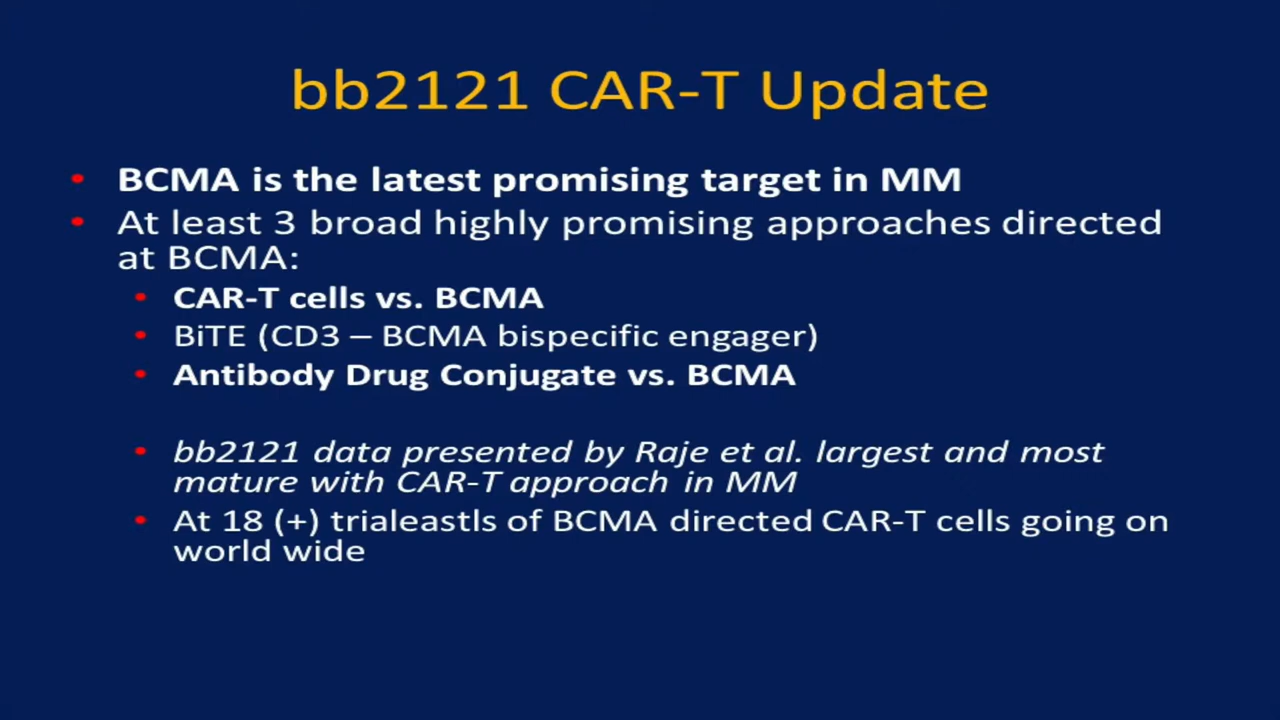 bb2121 CAR-T Update
• BCMA is the latest promising target in MM
• At least 3 broad highly promising approaches directed
at BCMA:
• CAR-T cells vs. BCMA
• BiTE (CD3 – BCMA bispecific engager)
• Antibody Drug Conjugate vs. BCMA
• bb2121 data presented by Raje et al. largest and most
mature with CAR-T approach in MM
• At 18 (+) trialeastls of BCMA directed CAR-T cells going on
world wide